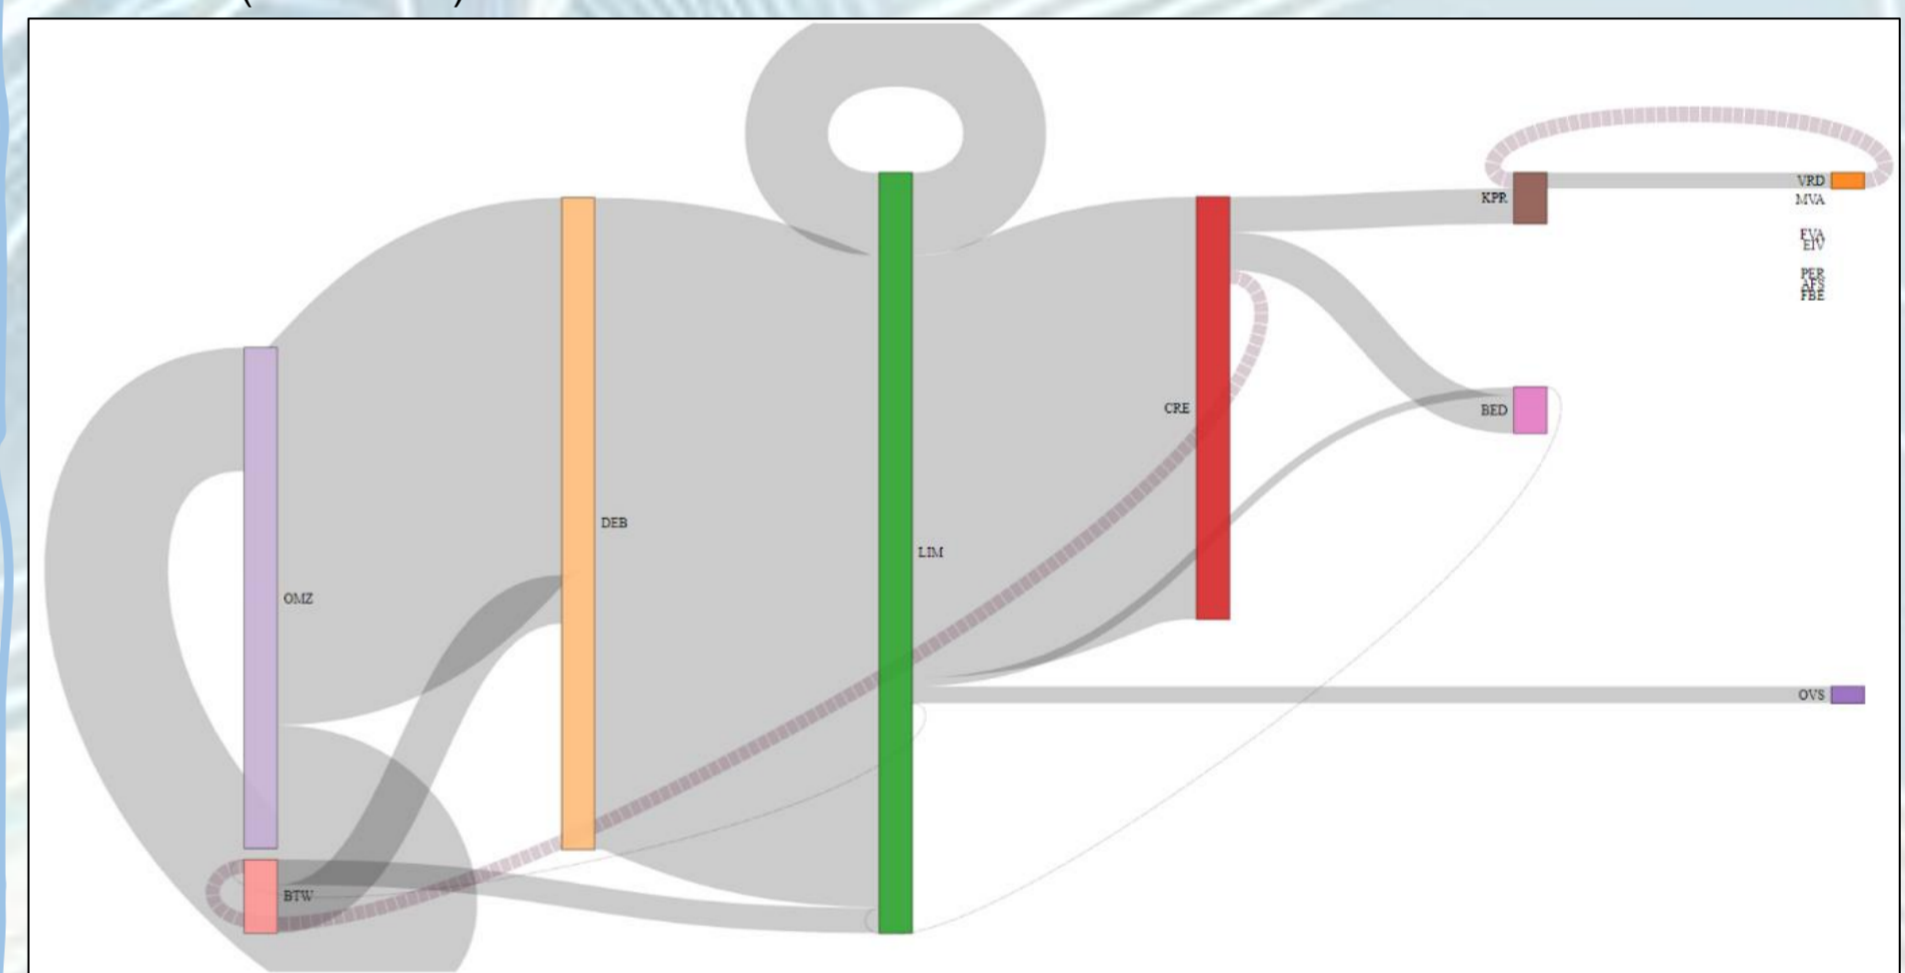 KPR
VRD
MVA
EVA
EIV
PER
AFS
FBE
CRE
BED
DEB
LIM
OMZ
OVS
BTW